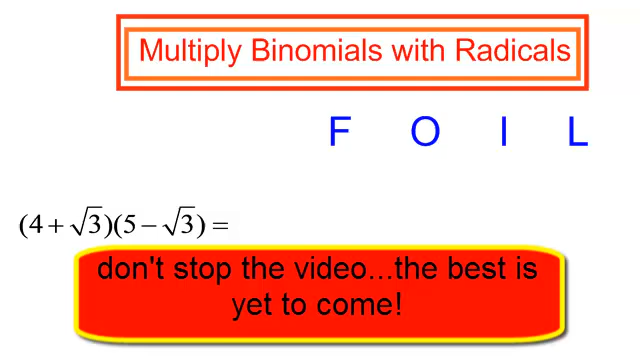 Multiply Binomials with Radicals
F O I L
(4 + √3)(5 − √3) =
don't stop the video...the best is
yet to come!